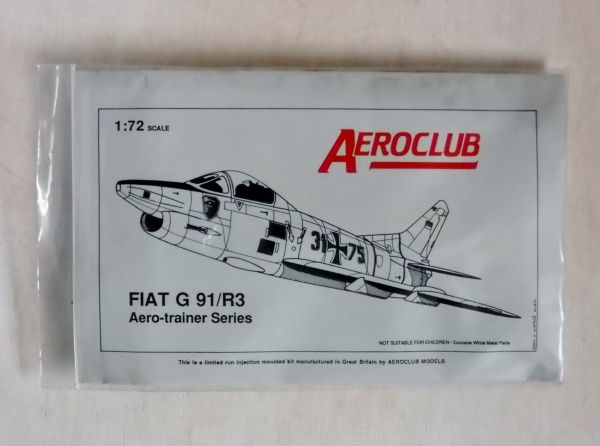 1:72 SCALE
AEROCLUB
31 75
FIAT G 91/R3
Aero-trainer Series
NOT SUITABLE FOR CHILDREN - Contains White Metal Parts
This is a limited run injection moulded kit manufactured in Great Britain by AEROCLUB MODELS